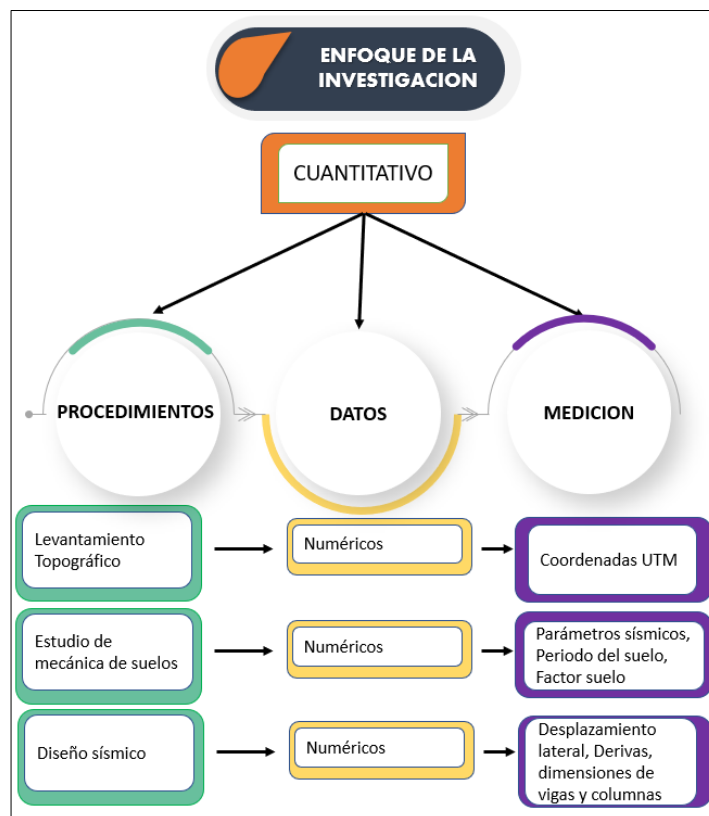 ENFOQUE DE LA
INVESTIGACION
CUANTITATIVO
PROCEDIMIENTOS
DATOS
MEDICION
Levantamiento
Topográfico
Numéricos
Coordenadas UTM
Estudio de
mecánica de suelos
Numéricos
Parámetros sísmicos,
Periodo del suelo,
Factor suelo
Diseño sísmico
Numéricos
Desplazamiento
lateral, Derivas,
dimensiones de
vigas y columnas